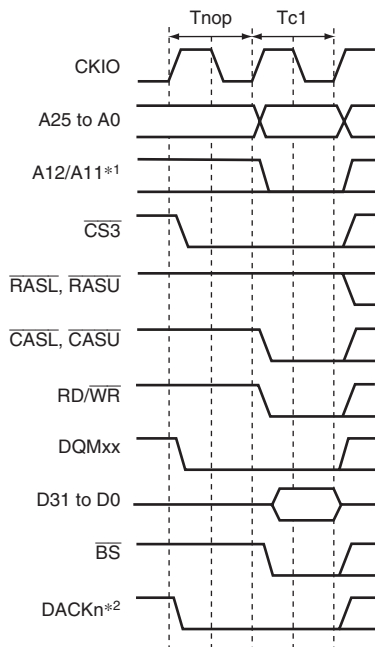 Tnop Tc1
CKIO
A25 to A0
A12/A11*1
CS3
RASL, RASU
CASL, CASU
RD/WR
DQMxx
D31 to D0
BS
DACKn*2